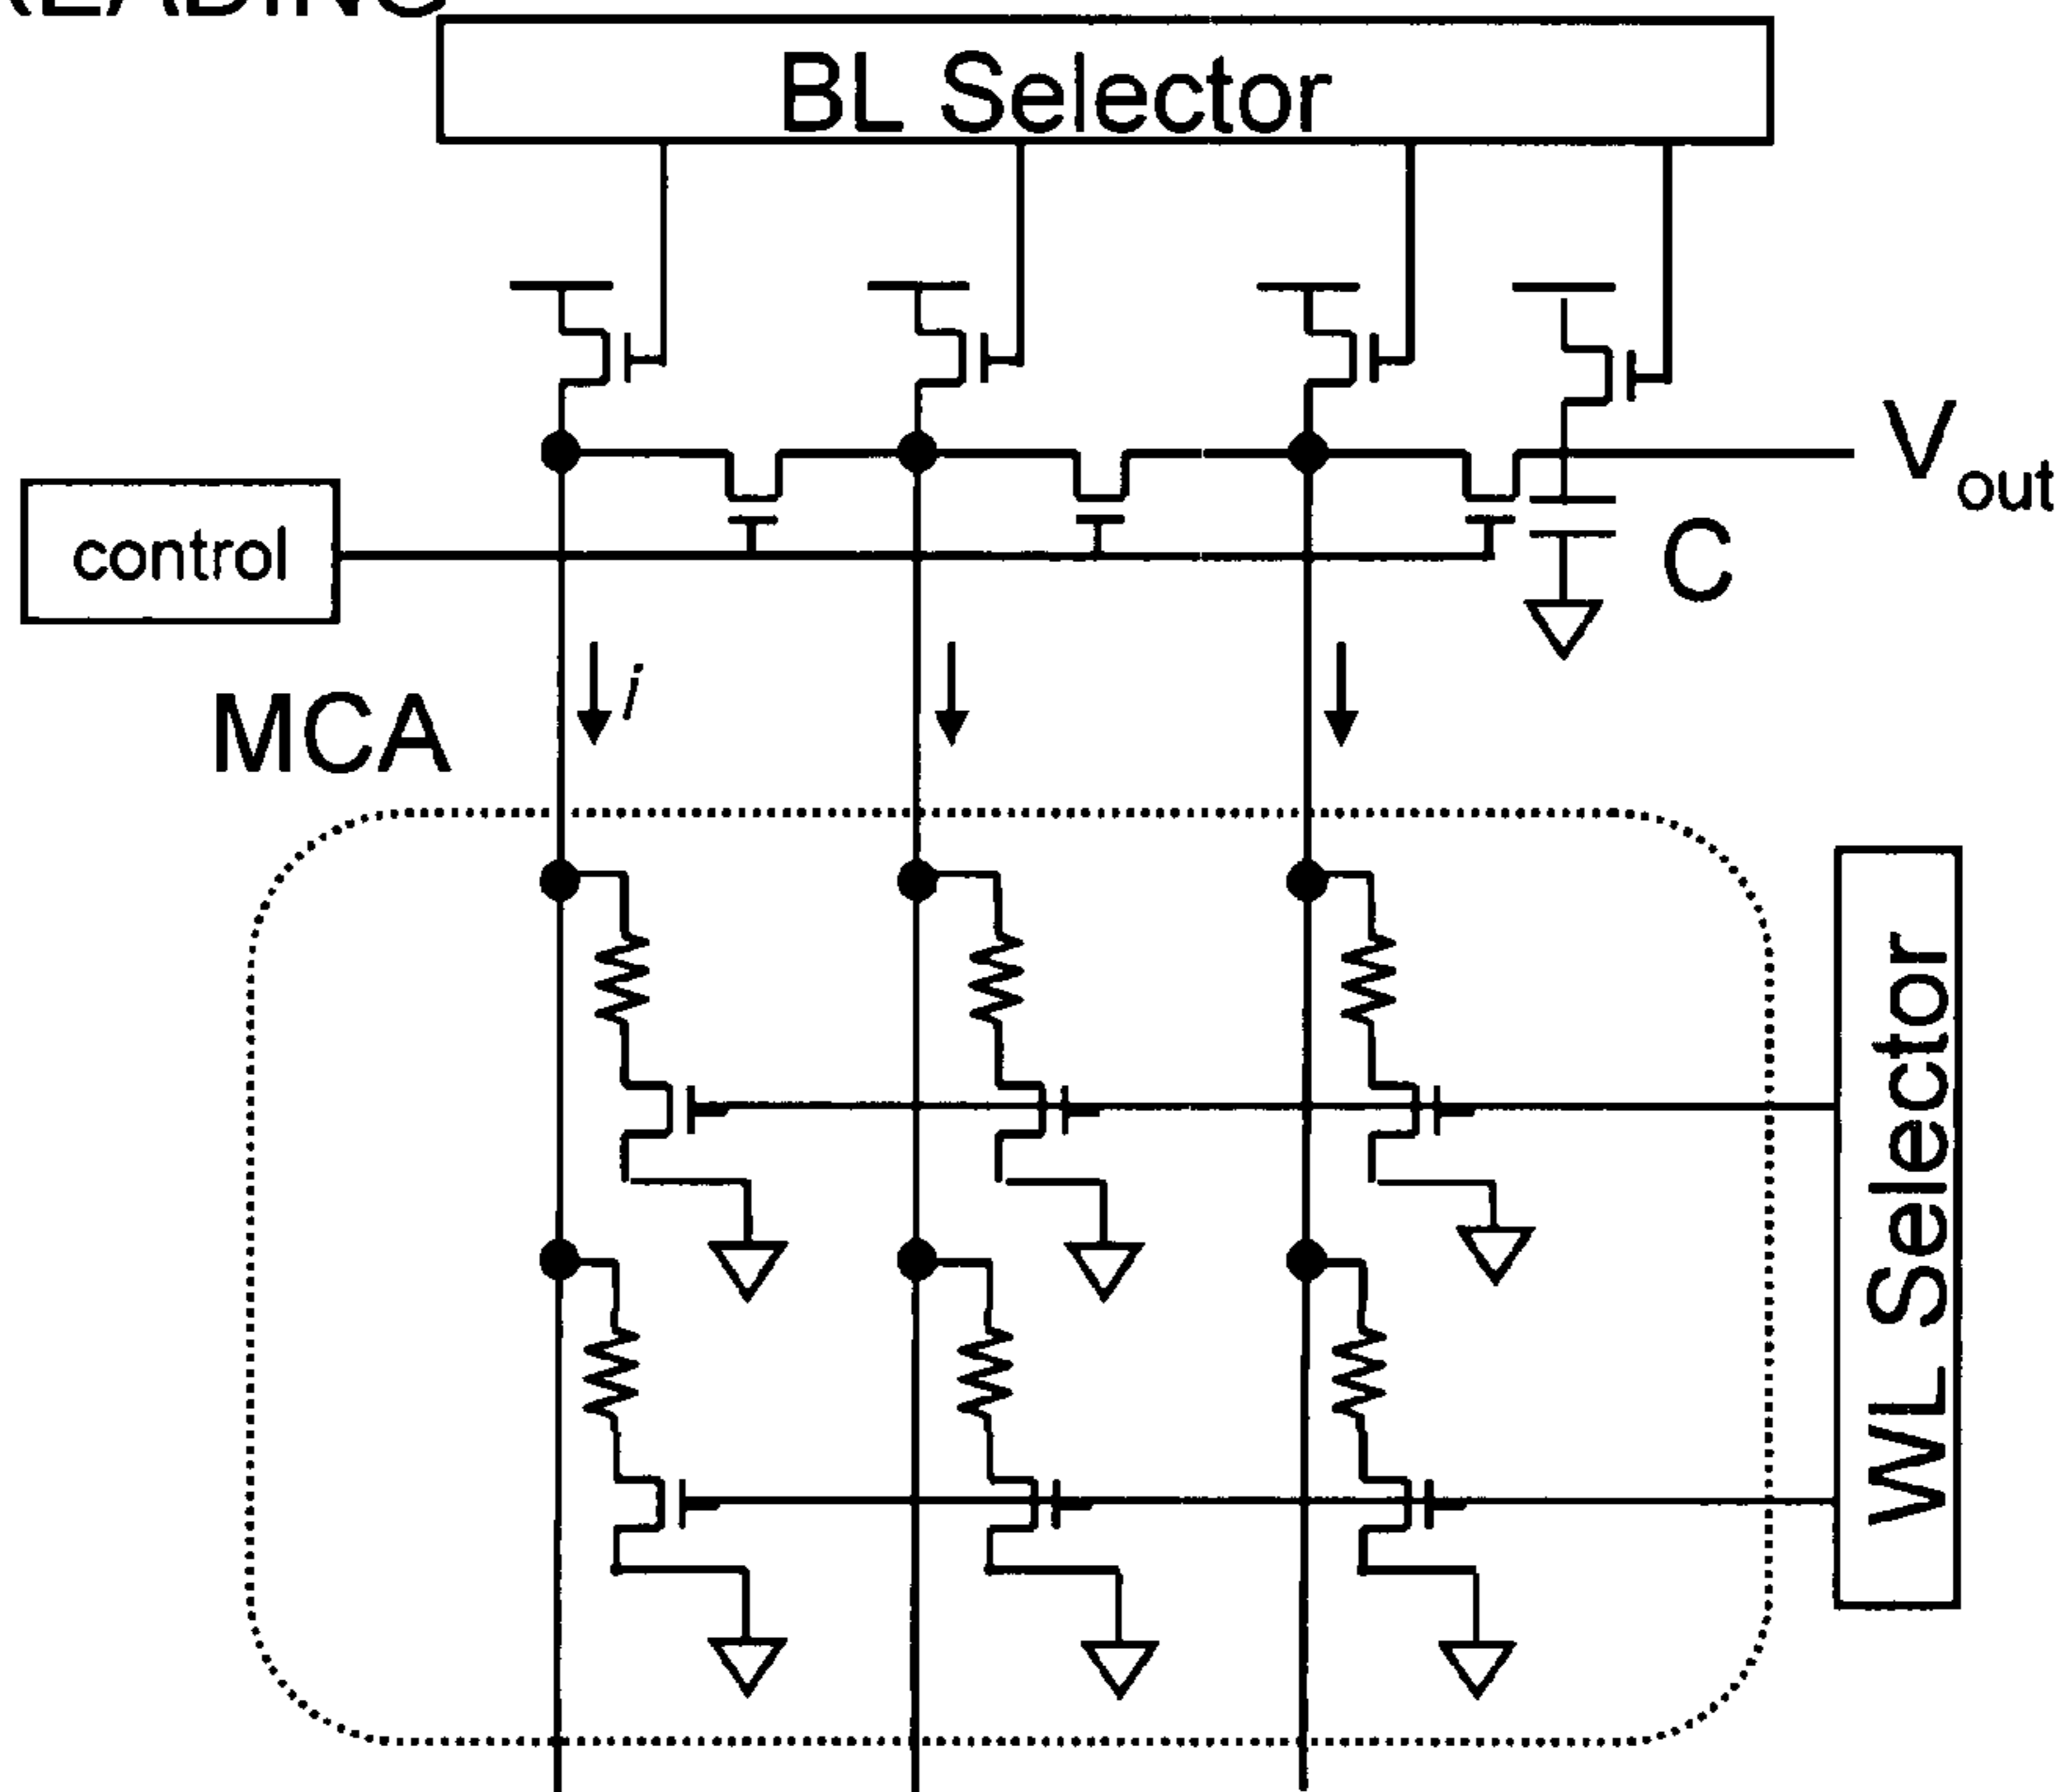 BL Selector
V out
control
C
i
MCA
WL Selector